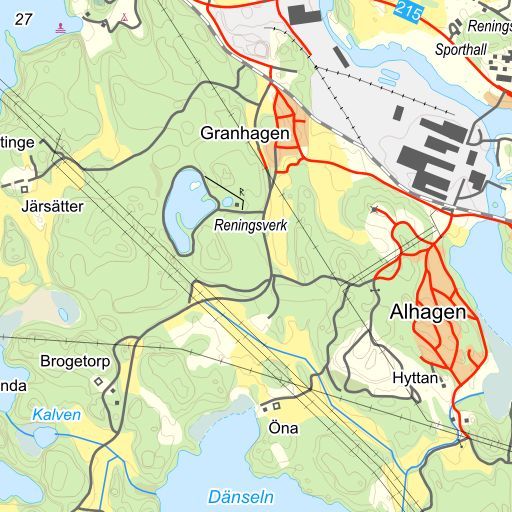 27
215
Renings
Sporthall
Granhagen
tinge
Järsätter
Reningsverk
Alhagen
Brogetorp
Hyttan
nda
Kalven
Öna
Dänseln